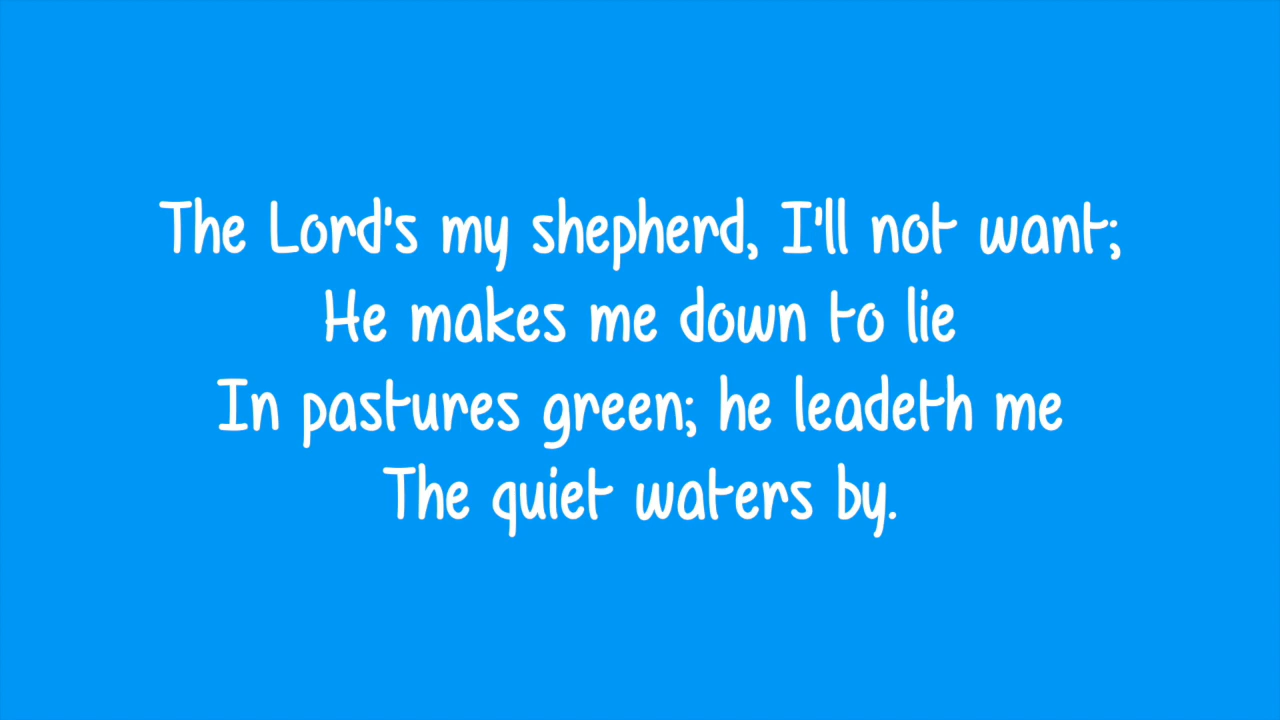 The Lord's my shepherd, I'll not want;
He makes me down to lie
In pastures green; he leadeth me
The quiet waters by.